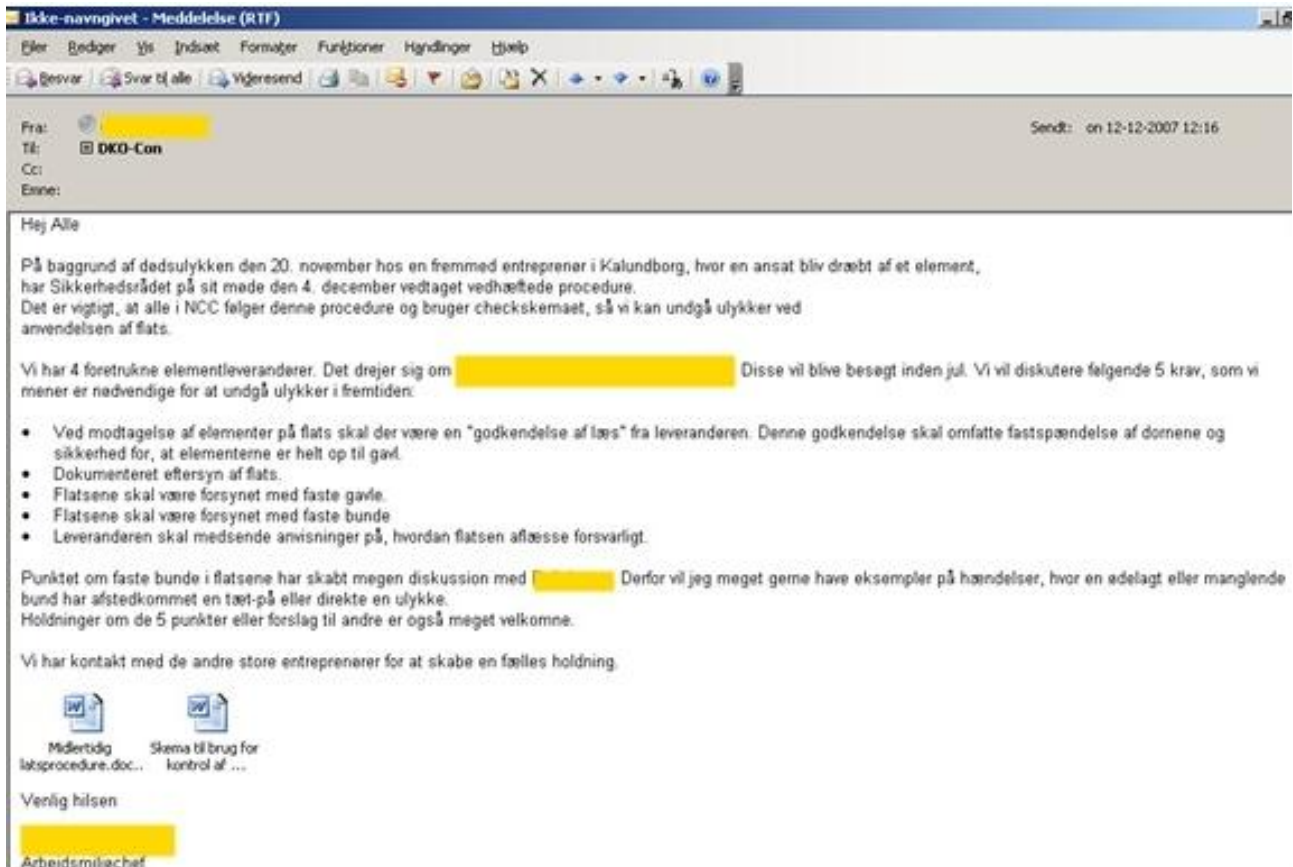 Ikke-navngivet - Meddelelse (RTF)
Filer Rediger Vis Indsæt Formater Funktioner Handlinger Hjælp
Besvar Svar til alle Videresend
Fra:
Sendt: on 12-12-2007 12:16
Til: DKO-Con
Cc:
Emne:
Hej Alle
På baggrund af dødsulykken den 20. november hos en fremmed entreprenør i Kalundborg, hvor en ansat bliv dræbt af et element,
har Sikkerhedsrådet på sit møde den 4. december vedtaget vedhæftede procedure.
Det er vigtigt, at alle i NCC følger denne procedure og bruger checkskemaet, så vi kan undgå ulykker ved
anvendelsen af flats.
Vi har 4 foretrukne elementleverandører. Det drejer sig om Disse vil blive besøgt inden jul. Vi vil diskutere følgende 5 krav, som vi
mener er nødvendige for at undgå ulykker i fremtiden:
• Ved modtagelse af elementer på flats skal der være en "godkendelse af læs" fra leverandøren. Denne godkendelse skal omfatte fastspændelse af dornene og
sikkerhed for, at elementerne er helt op til gavl.
• Dokumenteret eftersyn af flats.
• Flatsene skal være forsynet med faste gavle.
• Flatsene skal være forsynet med faste bunde
• Leverandøren skal medsende anvisninger på, hvordan flatsen aflæsse forsvarligt.
Punktet om faste bunde i flatsene har skabt megen diskussion med Derfor vil jeg meget gerne have eksempler på hændelser, hvor en ødelagt eller manglende
bund har afstedkommet en tæt-på eller direkte en ulykke.
Holdninger om de 5 punkter eller forslag til andre er også meget velkomne.
Vi har kontakt med de andre store entreprenører for at skabe en fælles holdning.
Midlertidig
latsprocedure.doc..
Skema til brug for
kontrol af ...
Venlig hilsen
Arbejdsmiljøchef